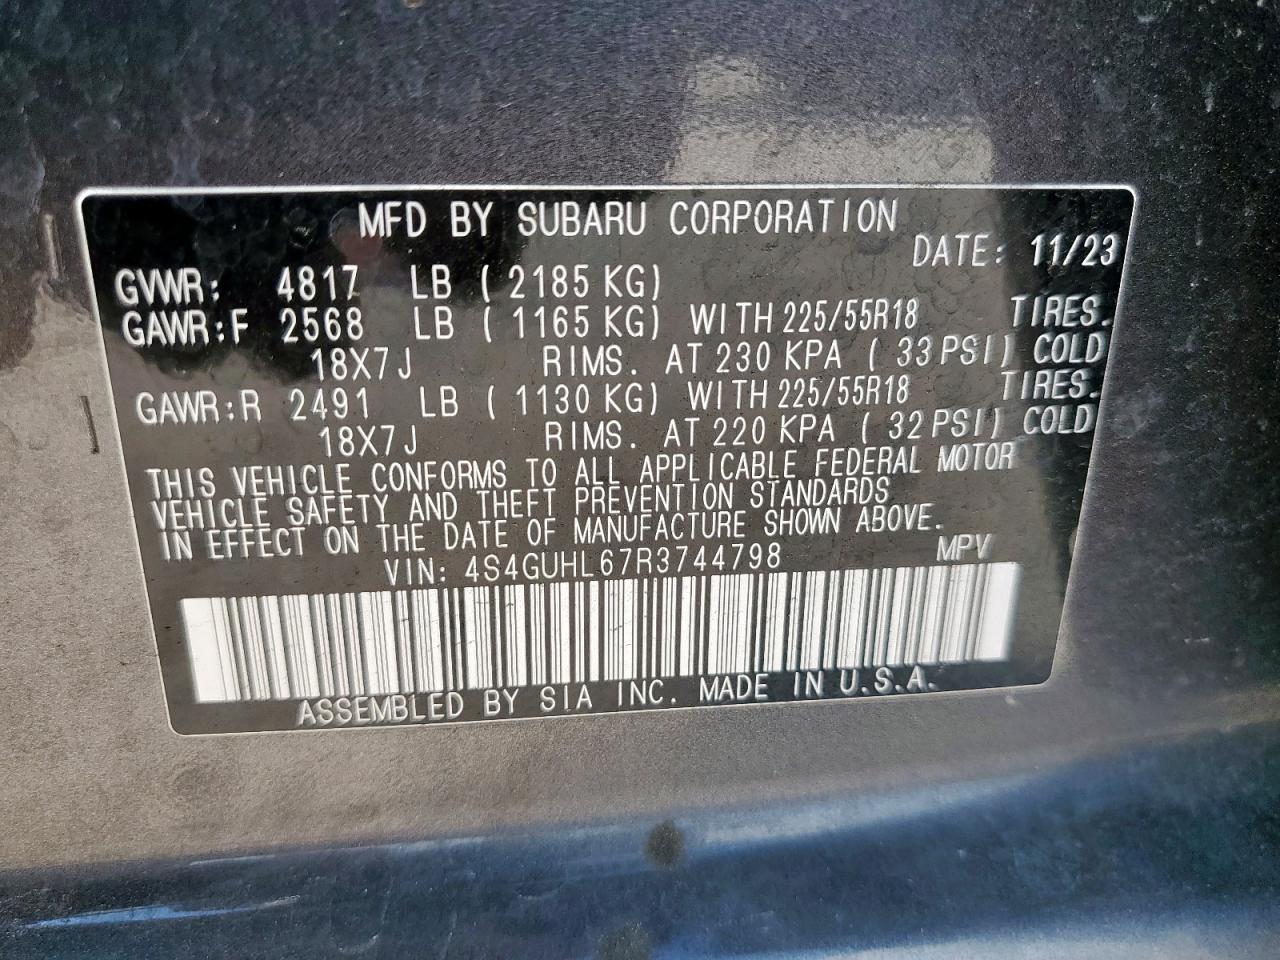 MFD BY SUBARU CORPORATION
DATE: 11/23
GVWR: 4817 LB ( 2185 KG)
GAWR:F 2568 LB ( 1165 KG) WITH 225/55R18 TIRES.
18X7J RIMS. AT 230 KPA ( 33 PSI) COLD
GAWR:R 2491 LB ( 1130 KG) WITH 225/55R18 TIRES.
18X7J RIMS. AT 220 KPA ( 32 PSI) COLD
THIS VEHICLE CONFORMS TO ALL APPLICABLE FEDERAL MOTOR
VEHICLE SAFETY AND THEFT PREVENTION STANDARDS
IN EFFECT ON THE DATE OF MANUFACTURE SHOWN ABOVE.
VIN: 4S4GUHL67R3744798 MPV
ASSEMBLED BY SIA INC. MADE IN U.S.A.